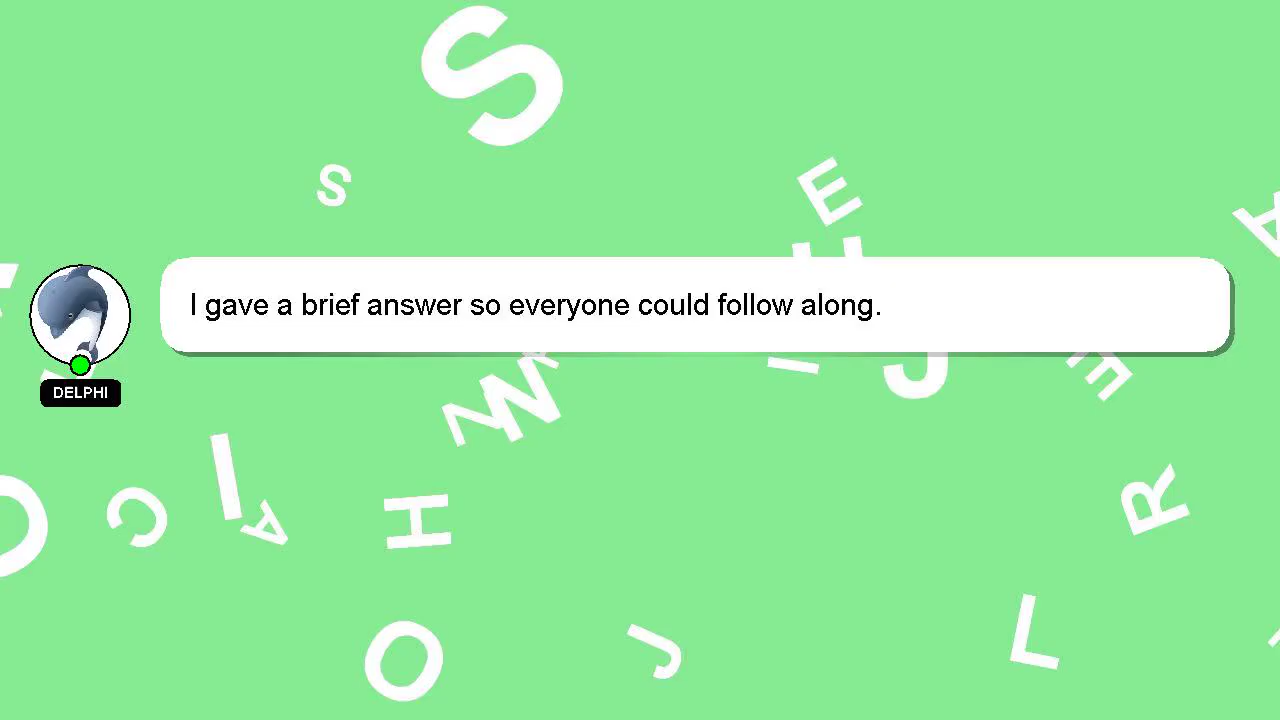 S
S
E
A
E
I gave a brief answer so everyone could follow along.
DELPHI
I
J
E
N
W
K
I
C
A
H
R
O
J
L